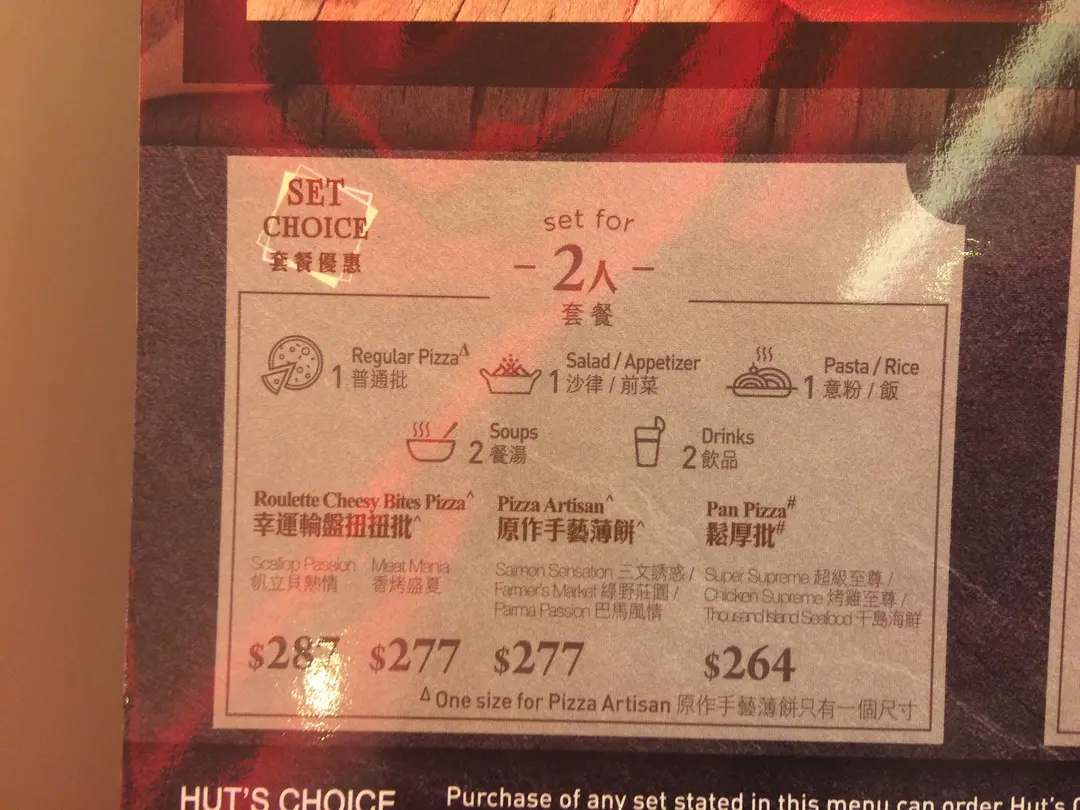 SET
CHOICE
套餐優惠
set for
2人
套餐
1 Regular PizzaΔ
普通批
1 Salad / Appetizer
沙律 / 前菜
1 Pasta / Rice
意粉 / 飯
2 Soups
餐湯
2 Drinks
飲品
Roulette Cheesy Bites Pizza^
幸運輪盤扭扭批^
Scallop Passion
帆立貝熱情
Meat Mania
香烤盛夏
$287
$277
Pizza Artisan^
原作手藝薄餅^
Salmon Sensation 三文誘惑 /
Farmer's Market 綠野莊園 /
Parma Passion 巴馬風情
$277
Pan Pizza#
鬆厚批#
Super Supreme 超級至尊 /
Chicken Supreme 烤雞至尊 /
Thousand Island Seafood 千島海鮮
$264
Δ One size for Pizza Artisan 原作手藝薄餅只有一個尺寸
HUT'S CHOICE
Purchase of any set stated in this menu can order Hut's